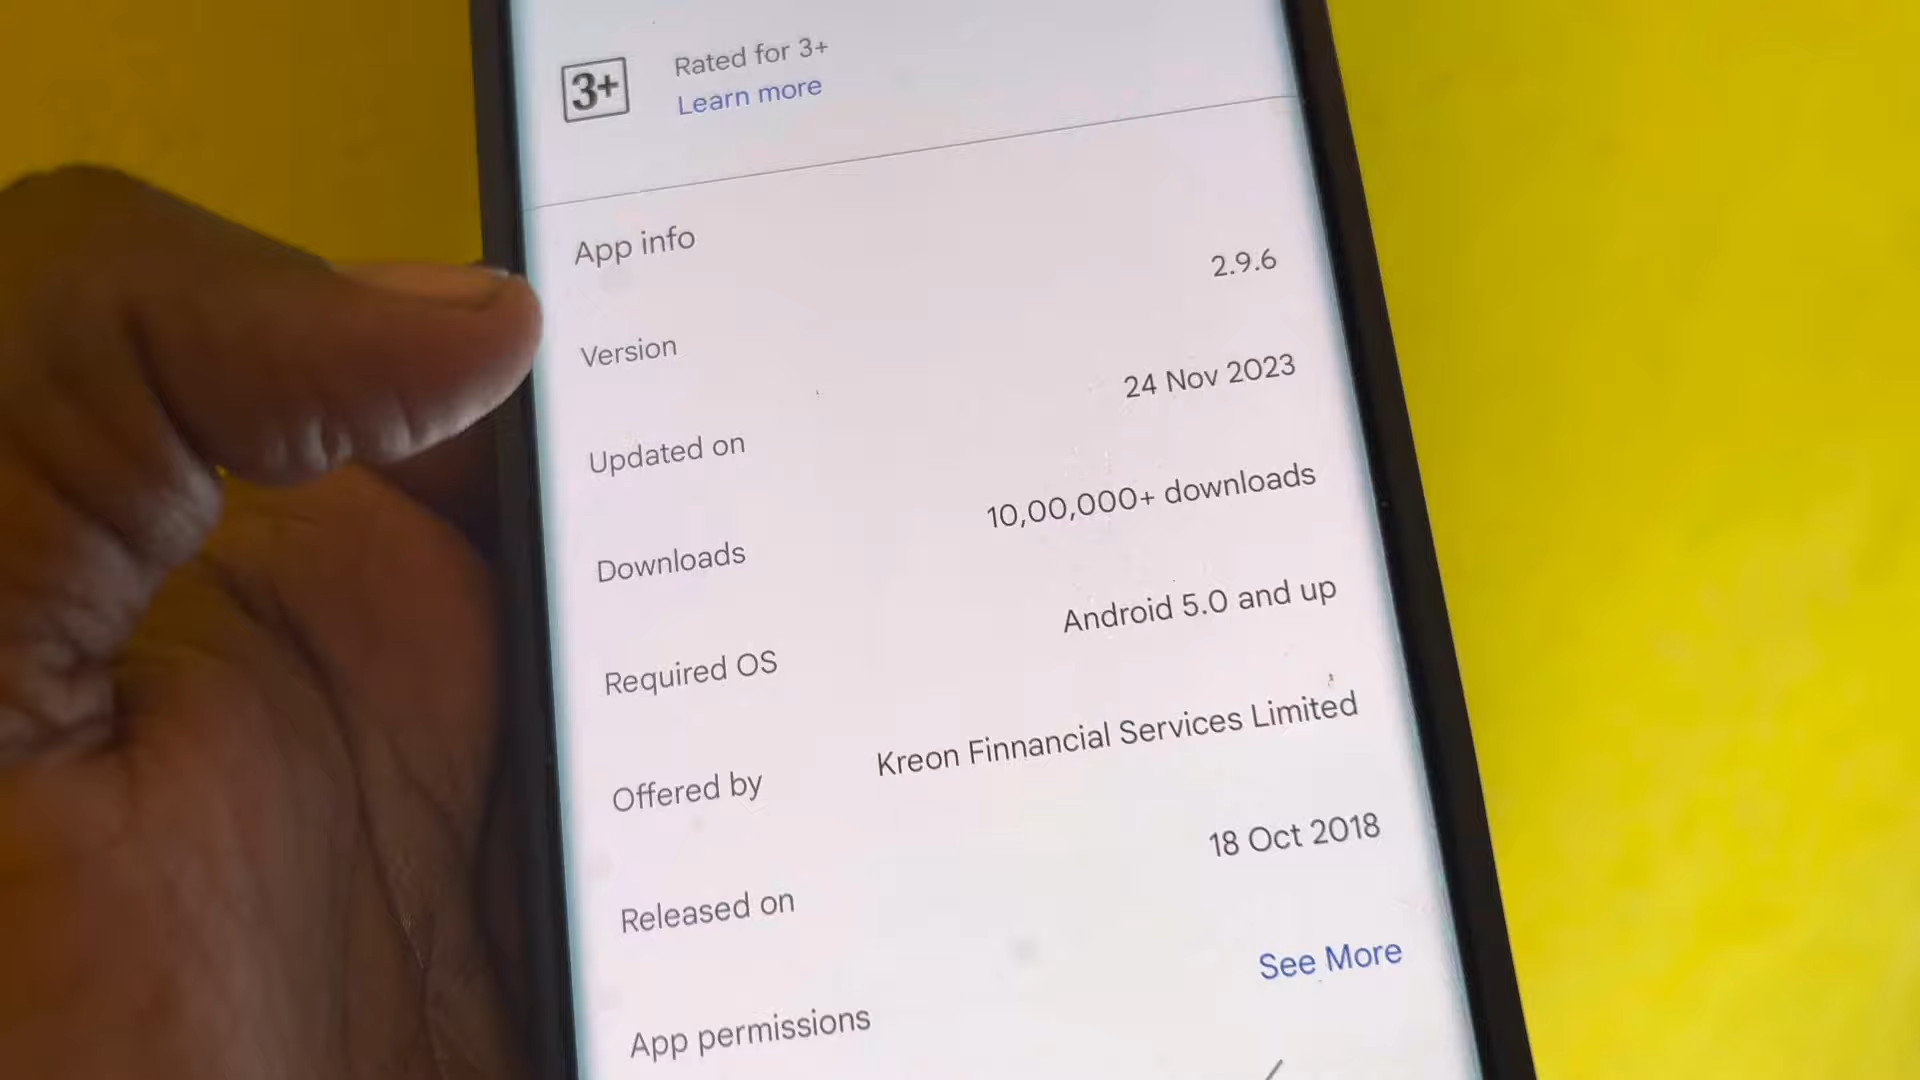 3+
Rated for 3+
Learn more
App info
Version 2.9.6
Updated on 24 Nov 2023
Downloads 10,00,000+ downloads
Required OS Android 5.0 and up
Offered by Kreon Finnancial Services Limited
Released on 18 Oct 2018
App permissions See More